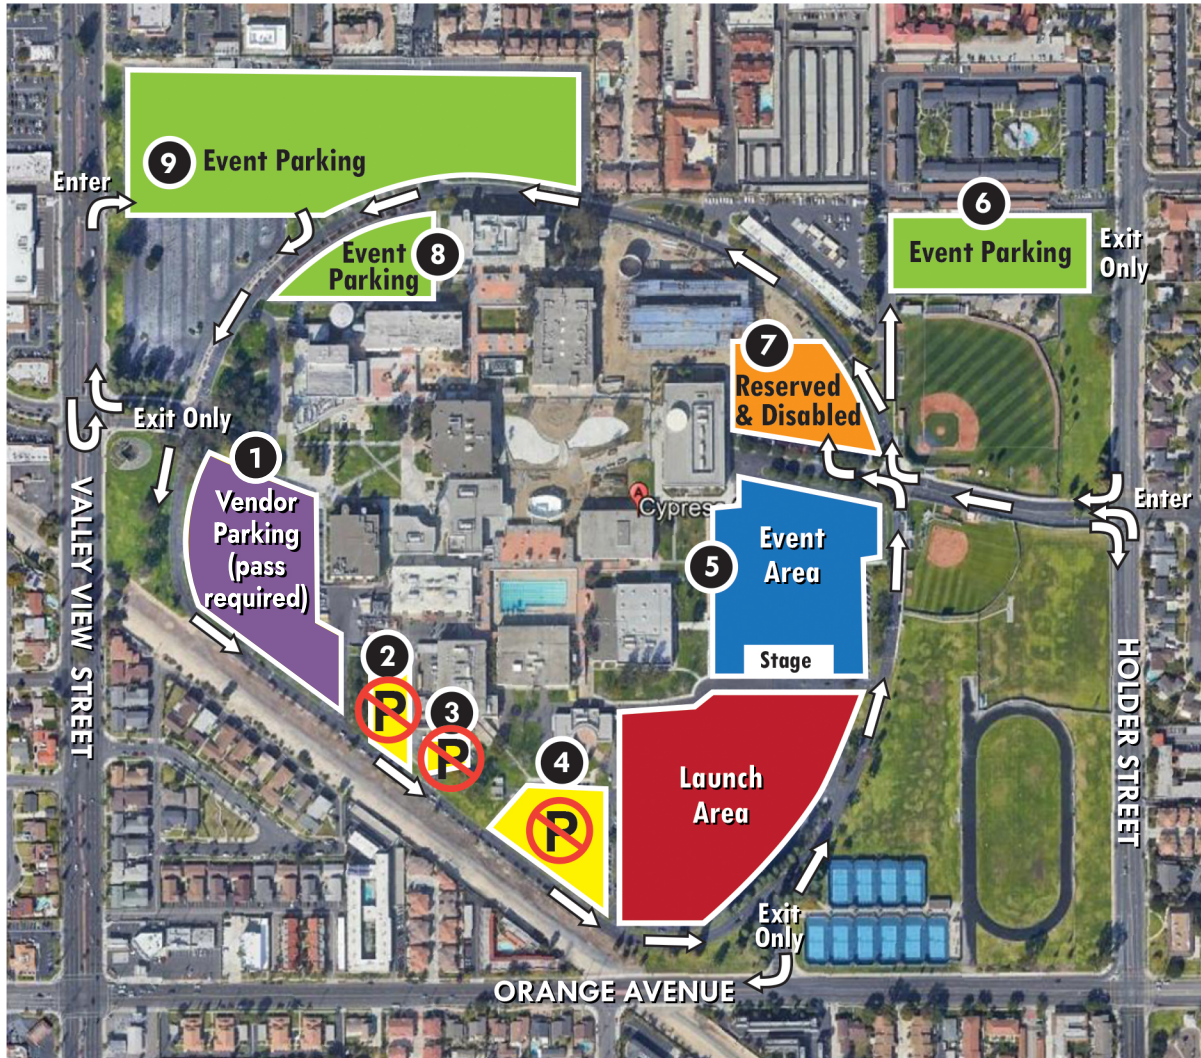 9 Event Parking
Enter
6
Event Parking
Exit
Only
Event
Parking
8
7
Reserved
& Disabled
Exit Only
1
Vendor
Parking
(pass
required)
A
Cypres
Enter
5
Event
Area
Stage
VALLEY VIEW STREET
HOLDER STREET
2
P
3
P
4
P
Launch
Area
Exit
Only
ORANGE AVENUE